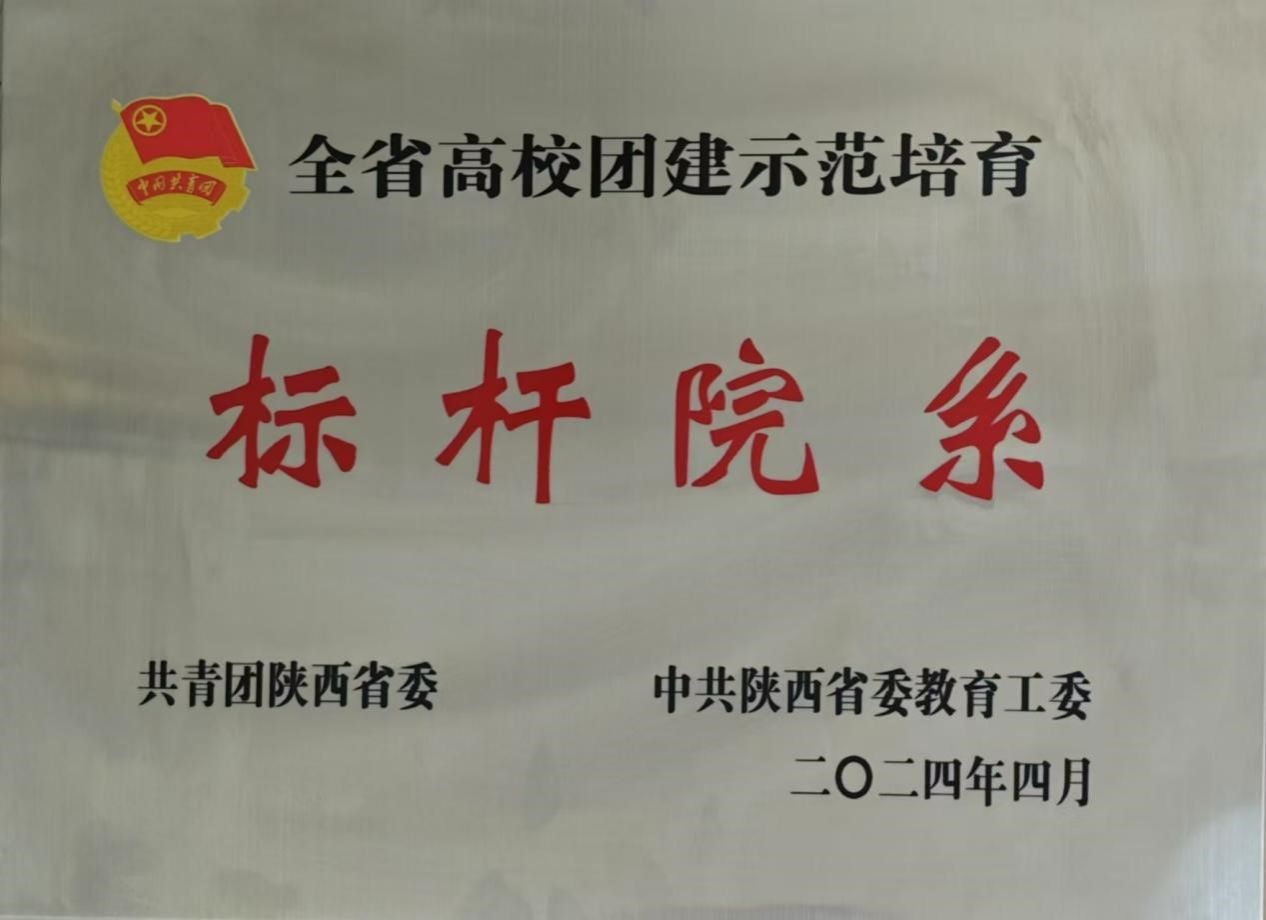 中国共青团
全省高校团建示范培育
标杆院系
共青团陕西省委
中共陕西省委教育工委
二〇二四年四月